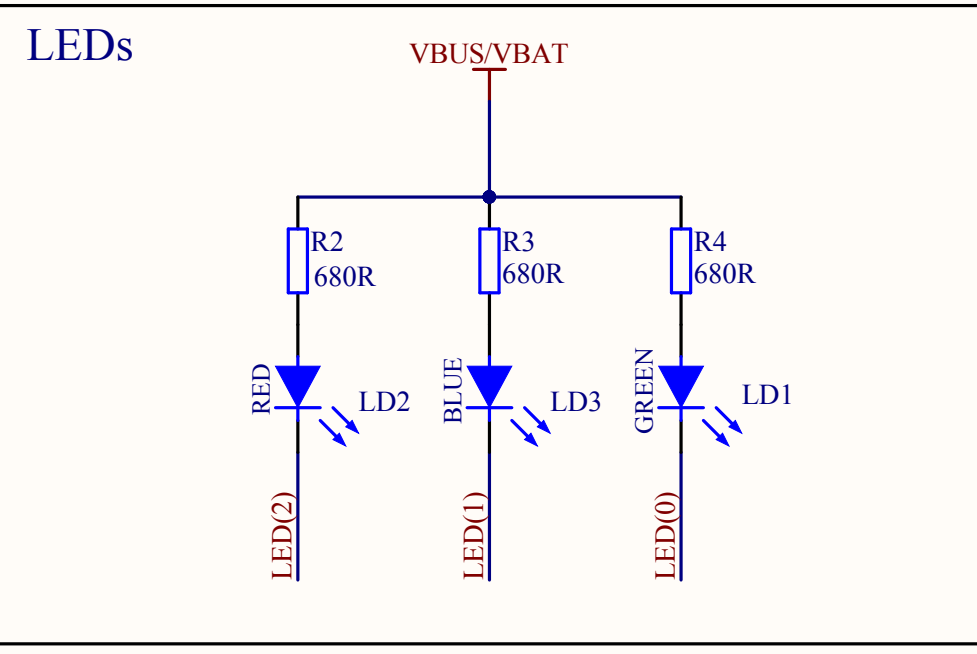 LEDs
VBUS/VBAT
R2
680R
R3
680R
R4
680R
RED
LD2
BLUE
LD3
GREEN
LD1
LED(2)
LED(1)
LED(0)